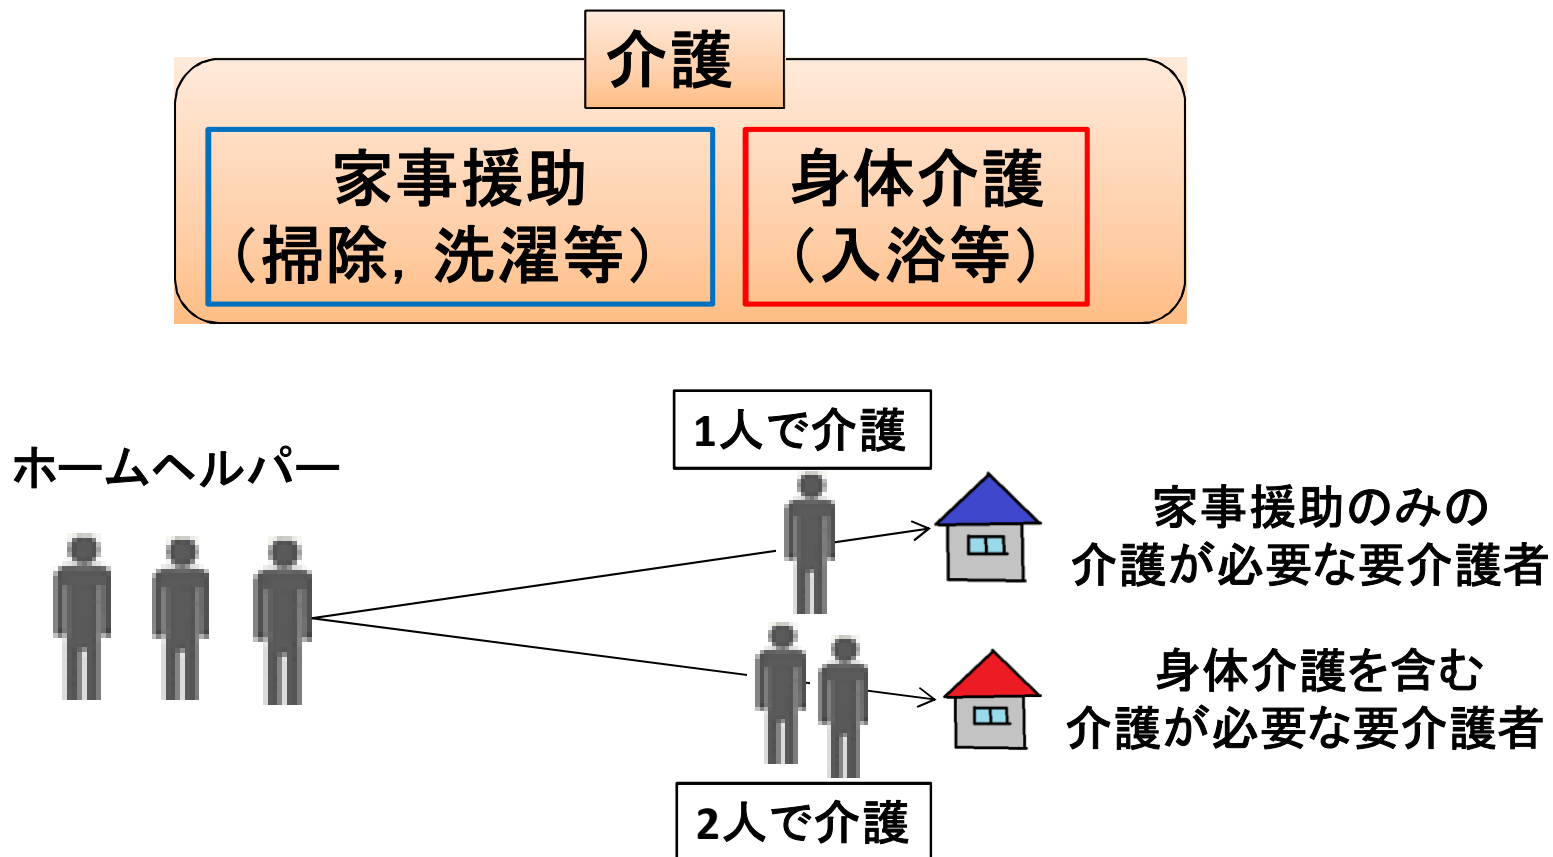 介護
家事援助
（掃除，洗濯等）
身体介護
（入浴等）
1人で介護
ホームヘルパー
家事援助のみの
介護が必要な要介護者
身体介護を含む
介護が必要な要介護者
2人で介護